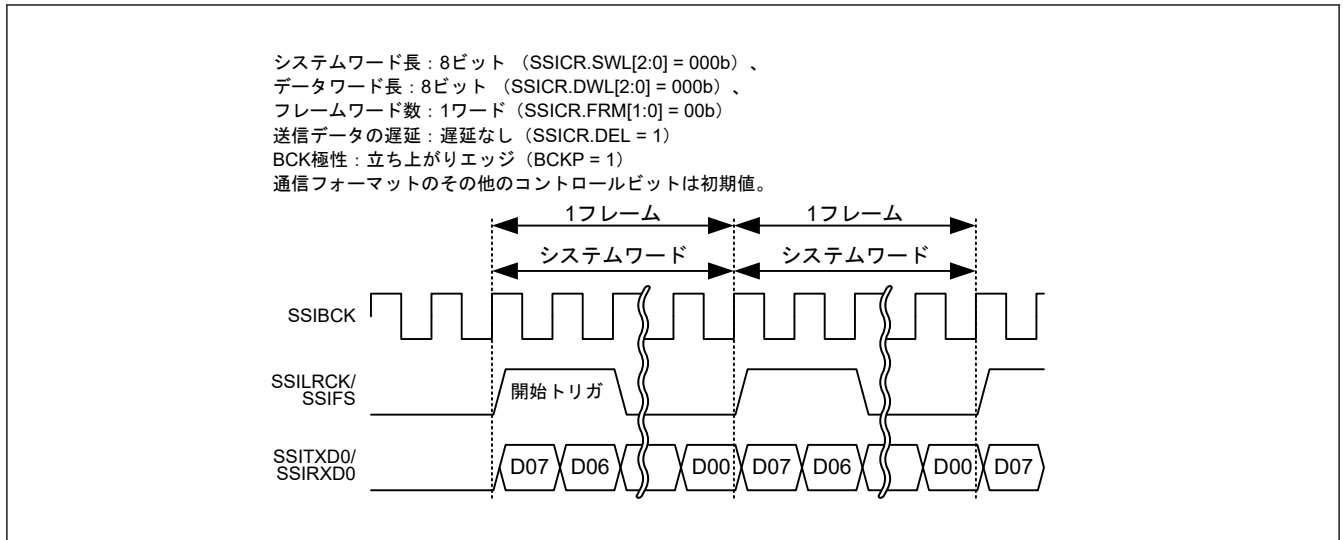 システムワード長：8ビット （SSICR.SWL[2:0] = 000b）、
データワード長：8ビット （SSICR.DWL[2:0] = 000b）、
フレームワード数：1ワード（SSICR.FRM[1:0] = 00b）
送信データの遅延：遅延なし（SSICR.DEL = 1）
BCK極性：立ち上がりエッジ（BCKP = 1）
通信フォーマットのその他のコントロールビットは初期値。
1フレーム 1フレーム
システムワード システムワード
SSIBCK
SSILRCK/
SSIFS
開始トリガ
SSITXD0/
SSIRXD0
D07 D06 D00 D07 D06 D00 D07